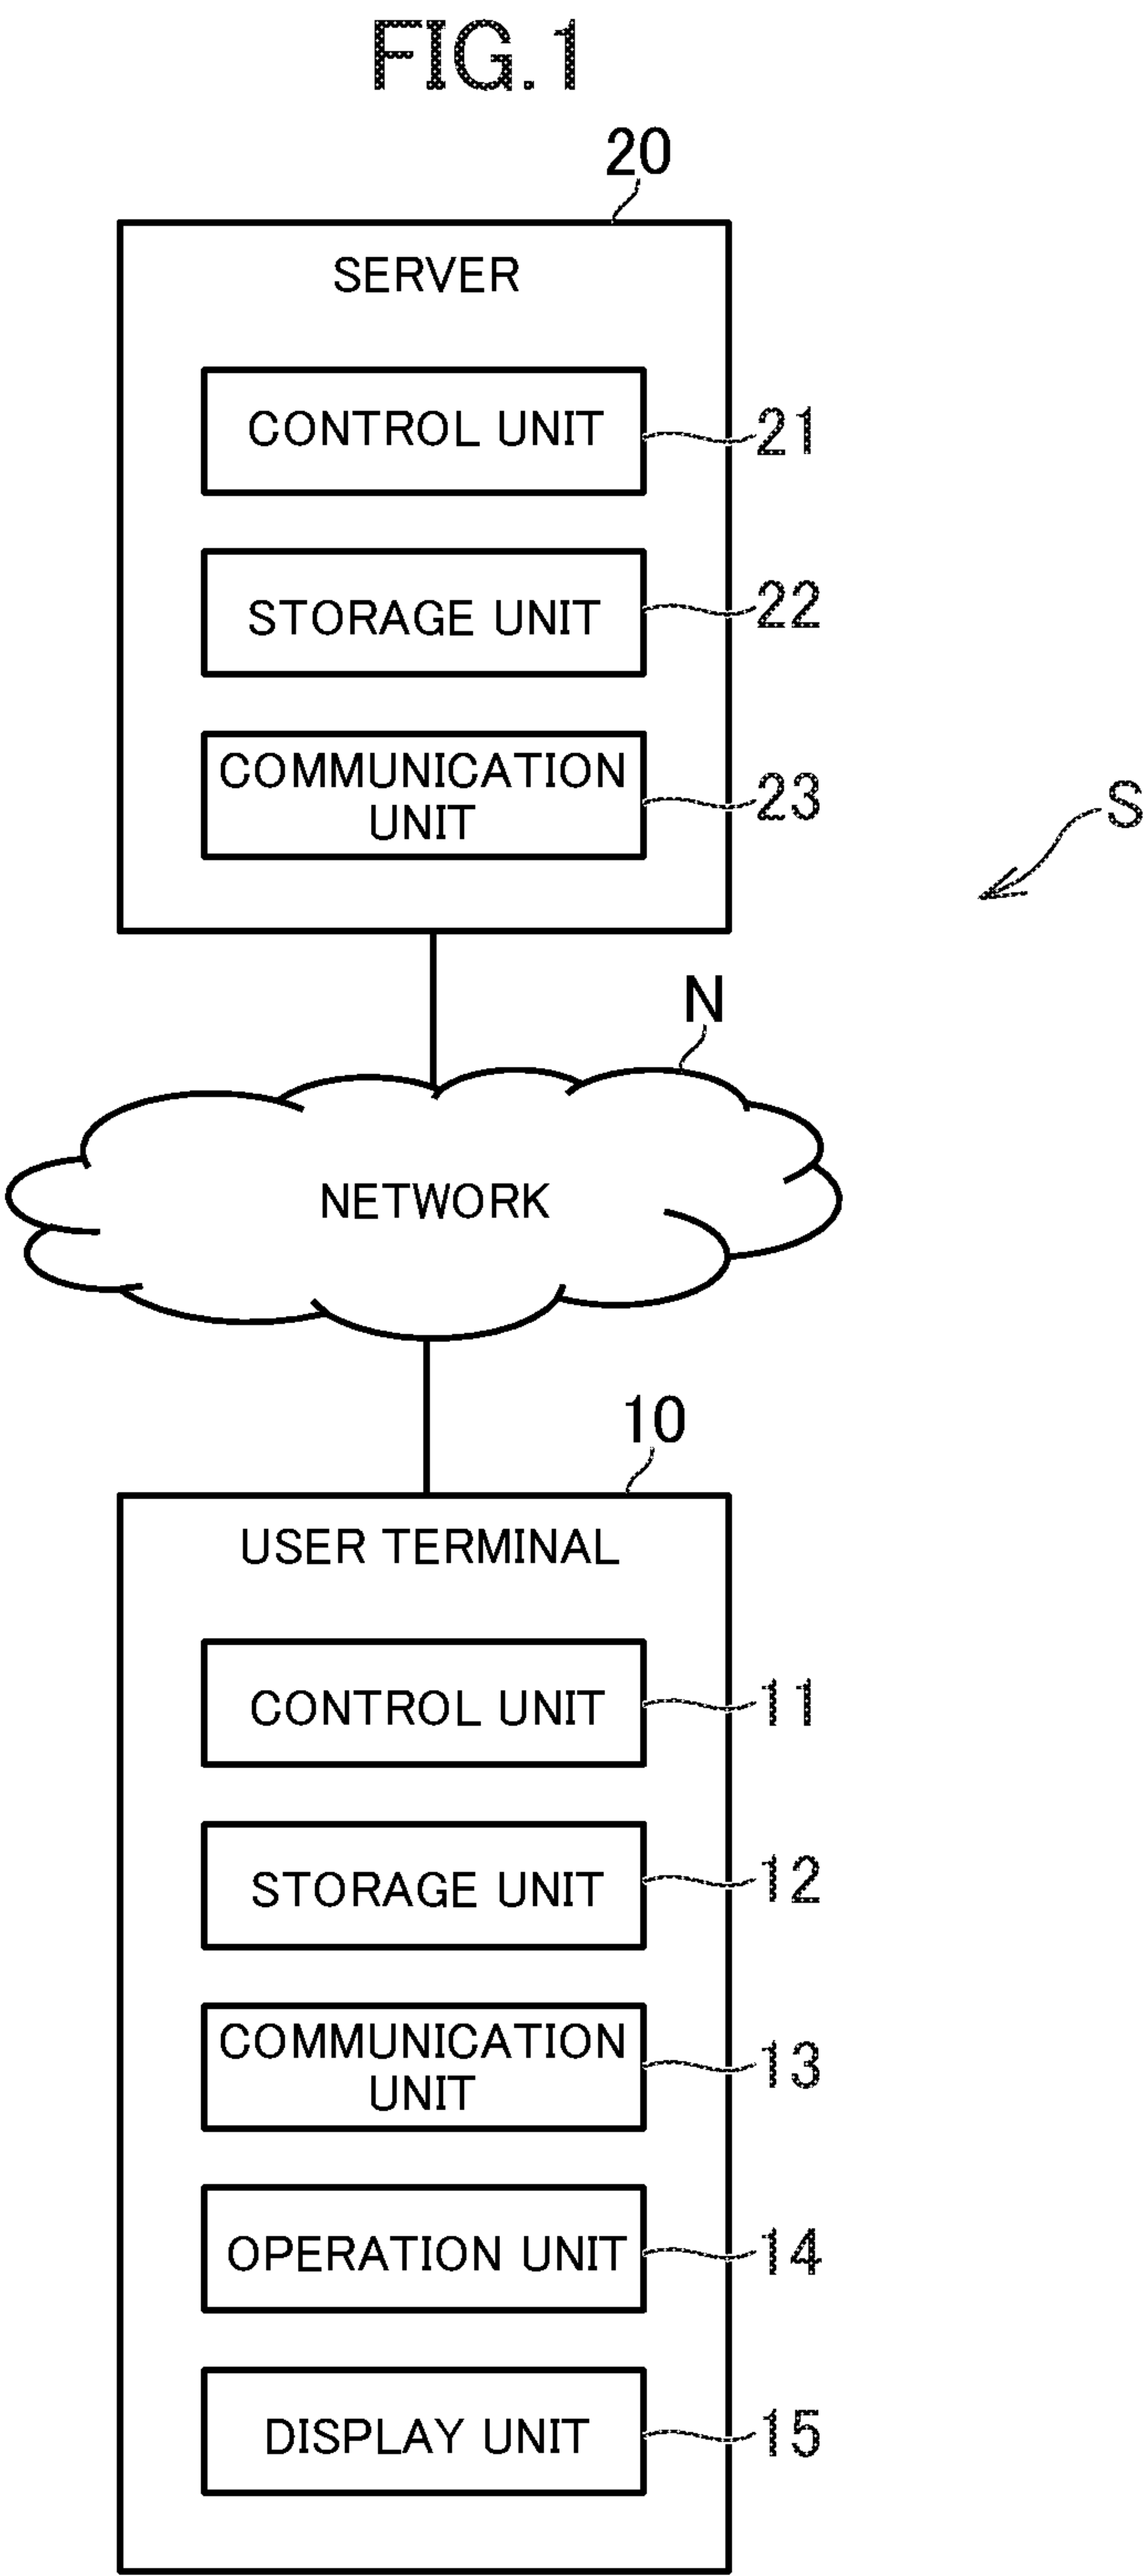 FIG.1
20
SERVER
CONTROL UNIT
21
STORAGE UNIT
22
COMMUNICATION
UNIT
23
S
N
NETWORK
10
USER TERMINAL
CONTROL UNIT
11
STORAGE UNIT
12
COMMUNICATION
UNIT
13
OPERATION UNIT
14
DISPLAY UNIT
15